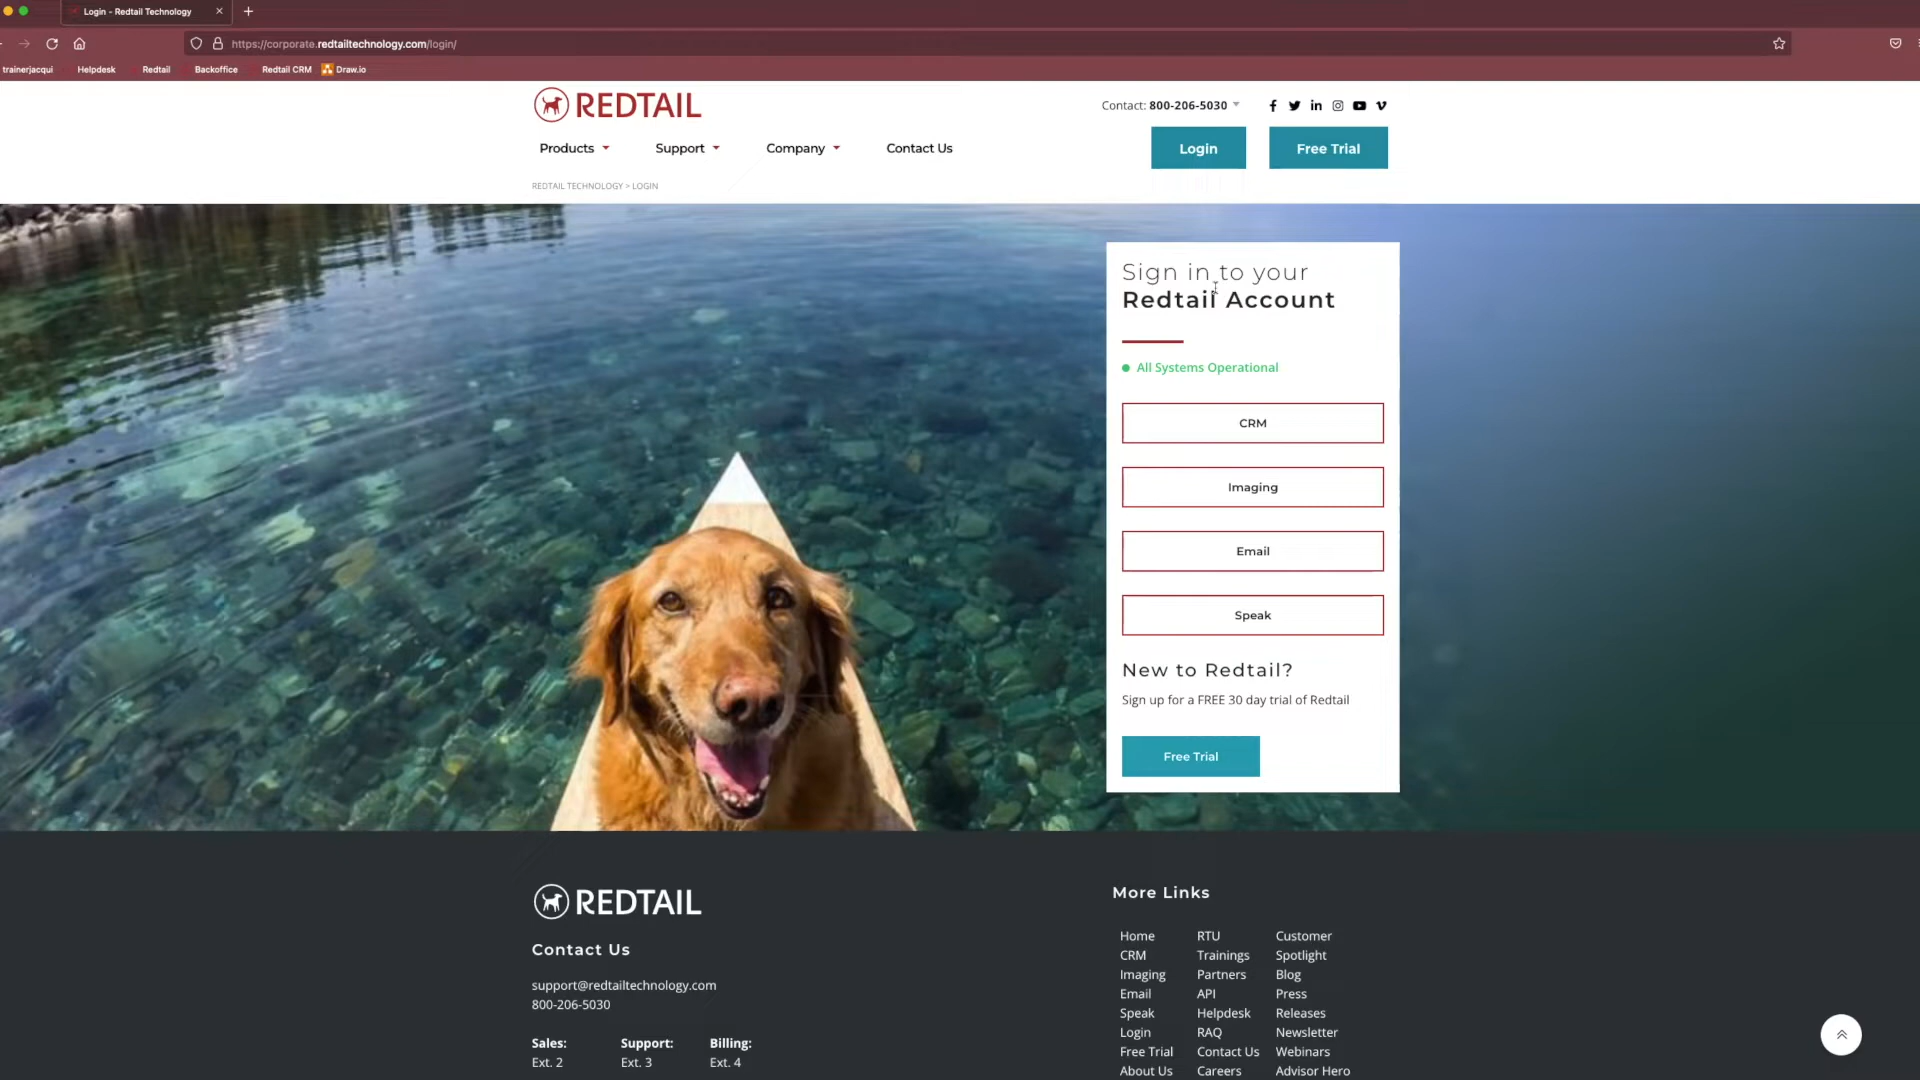 Login - Redtail Technology
https://corporate.redtailtechnology.com/login/
trainerjacqui Helpdesk Redtail Backoffice Redtail CRM Draw.io
REDTAIL
Contact: 800-206-5030
Products Support Company Contact Us
Login Free Trial
REDTAIL TECHNOLOGY > LOGIN
Sign in to your
Redtail Account
All Systems Operational
CRM
Imaging
Email
Speak
New to Redtail?
Sign up for a FREE 30 day trial of Redtail
Free Trial
REDTAIL
Contact Us
support@redtailtechnology.com
800-206-5030
Sales: Support: Billing:
Ext. 2 Ext. 3 Ext. 4
More Links
Home RTU Customer
CRM Trainings Spotlight
Imaging Partners Blog
Email API Press
Speak Helpdesk Releases
Login RAQ Newsletter
Free Trial Contact Us Webinars
About Us Careers Advisor Hero